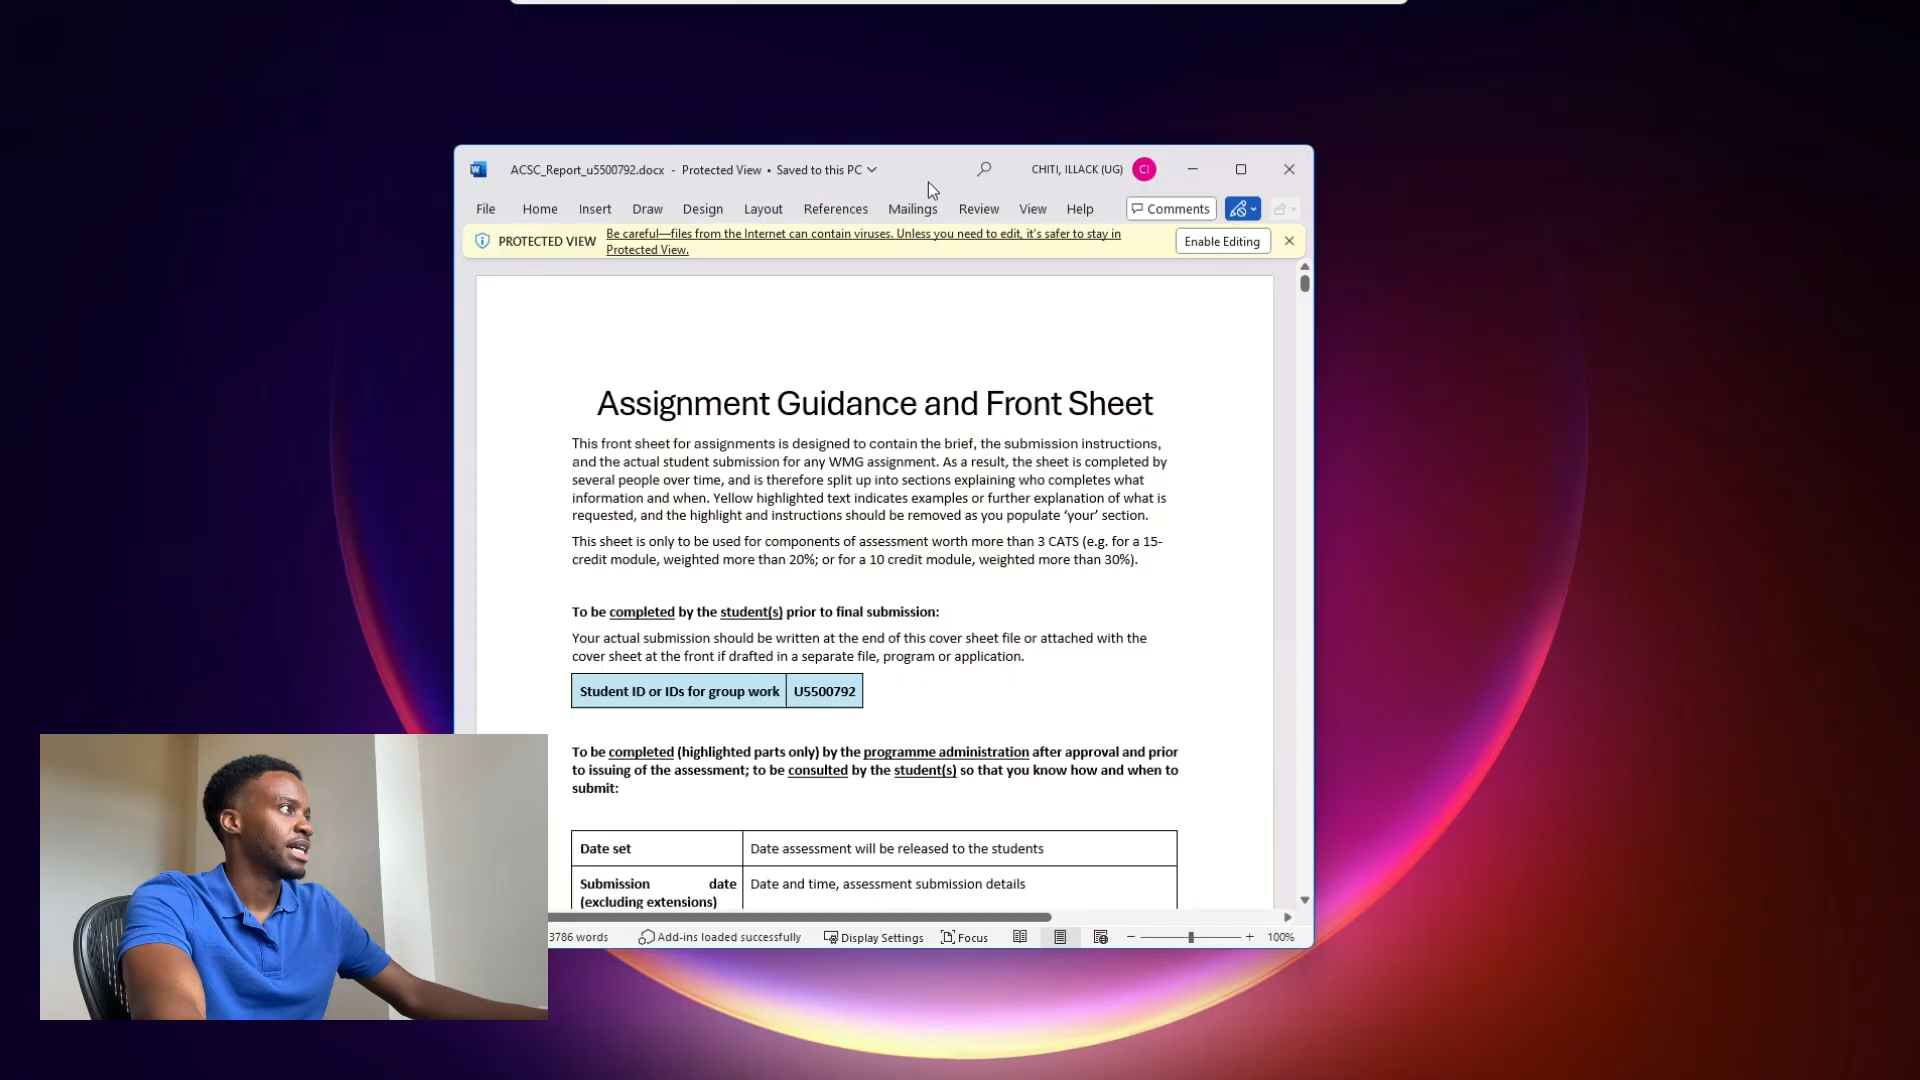 ACSC_Report_u5500792.docx - Protected View • Saved to this PC
CHITI, ILLACK (UG) CI
File Home Insert Draw Design Layout References Mailings Review View Help Comments
PROTECTED VIEW Be careful—files from the Internet can contain viruses. Unless you need to edit, it's safer to stay in
Protected View. Enable Editing
Assignment Guidance and Front Sheet
This front sheet for assignments is designed to contain the brief, the submission instructions,
and the actual student submission for any WMG assignment. As a result, the sheet is completed by
several people over time, and is therefore split up into sections explaining who completes what
information and when. Yellow highlighted text indicates examples or further explanation of what is
requested, and the highlight and instructions should be removed as you populate ‘your’ section.
This sheet is only to be used for components of assessment worth more than 3 CATS (e.g. for a 15-
credit module, weighted more than 20%; or for a 10 credit module, weighted more than 30%).
To be completed by the student(s) prior to final submission:
Your actual submission should be written at the end of this cover sheet file or attached with the
cover sheet at the front if drafted in a separate file, program or application.
Student ID or IDs for group work U5500792
To be completed (highlighted parts only) by the programme administration after approval and prior
to issuing of the assessment; to be consulted by the student(s) so that you know how and when to
submit:
Date set Date assessment will be released to the students
Submission date Date and time, assessment submission details
(excluding extensions)
3786 words Add-ins loaded successfully Display Settings Focus 100%